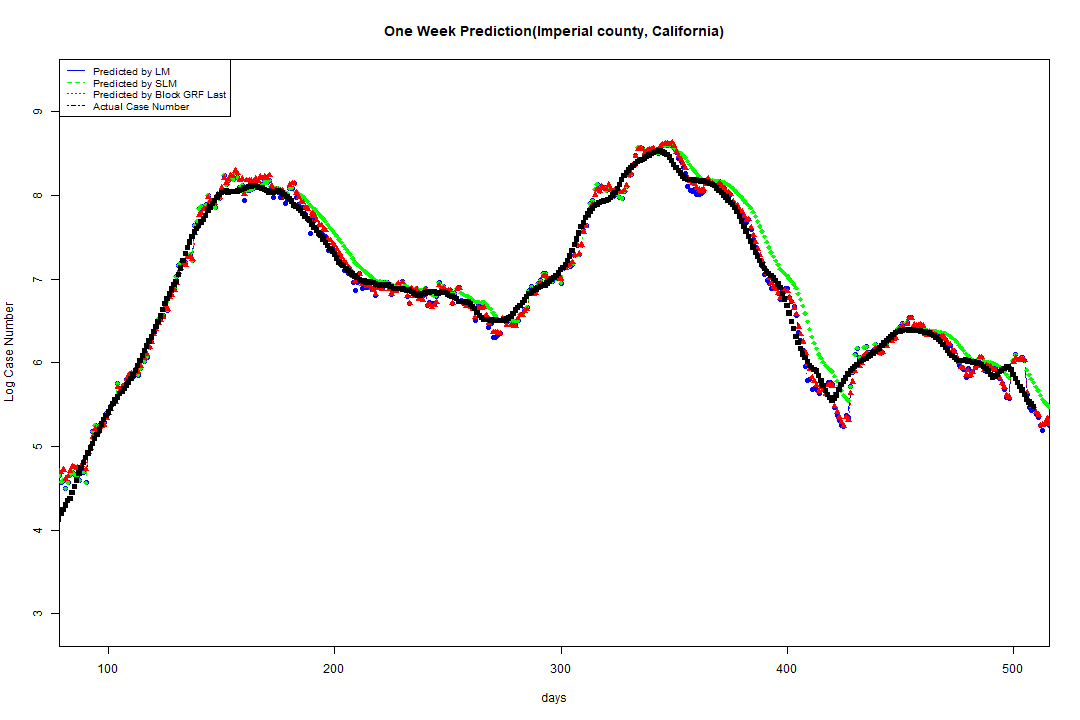 One Week Prediction(Imperial county, California)
Predicted by LM
Predicted by SLM
Predicted by Block GRF Last
Actual Case Number
9
8
7
6
5
4
3
Log Case Number
100 200 300 400 500
days